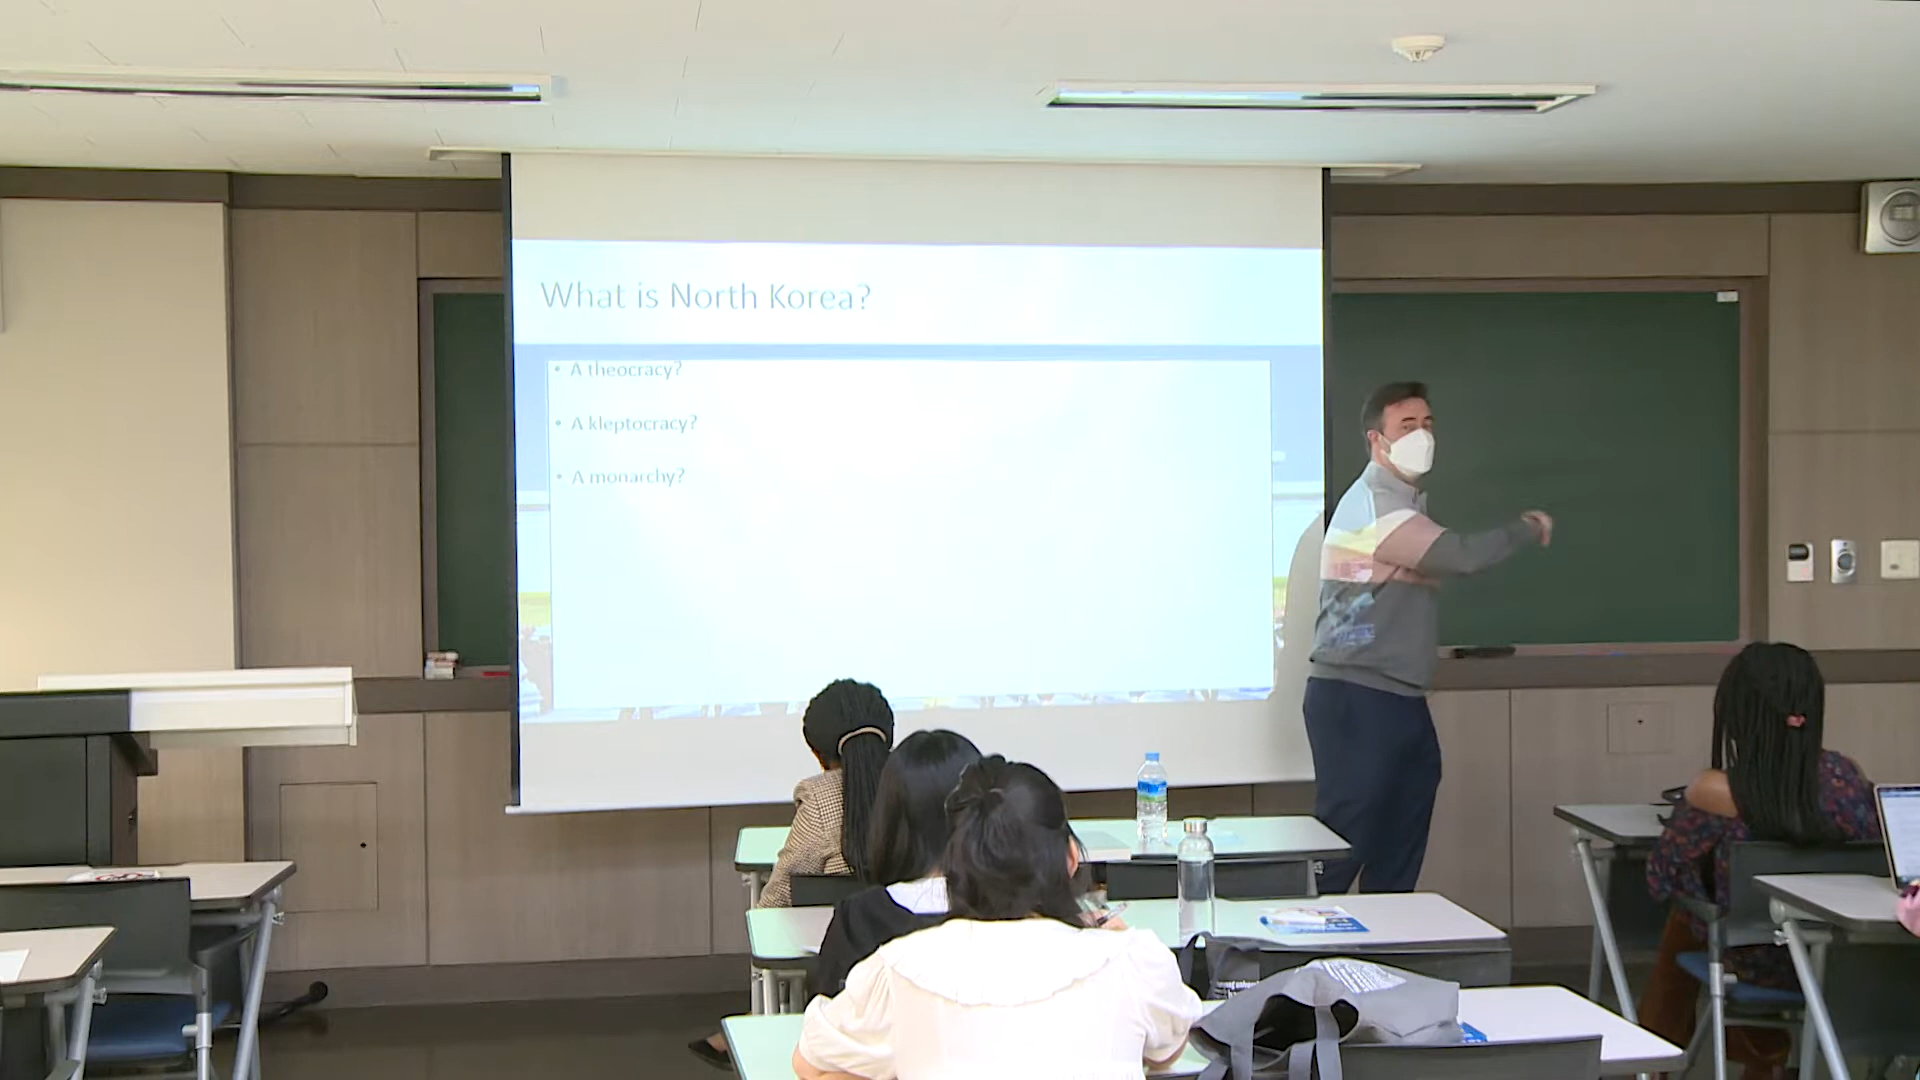 What is North Korea?
• A theocracy?
• A kleptocracy?
• A monarchy?